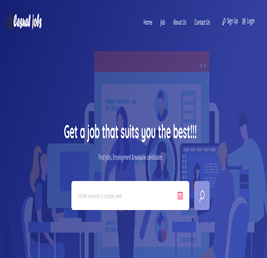 Casual Jobs
Home Job About Us Contact Us Sign Up Login
Get a job that suits you the best!!!
Find Jobs, Employment & suitable candidates
Job title, keywords or company name